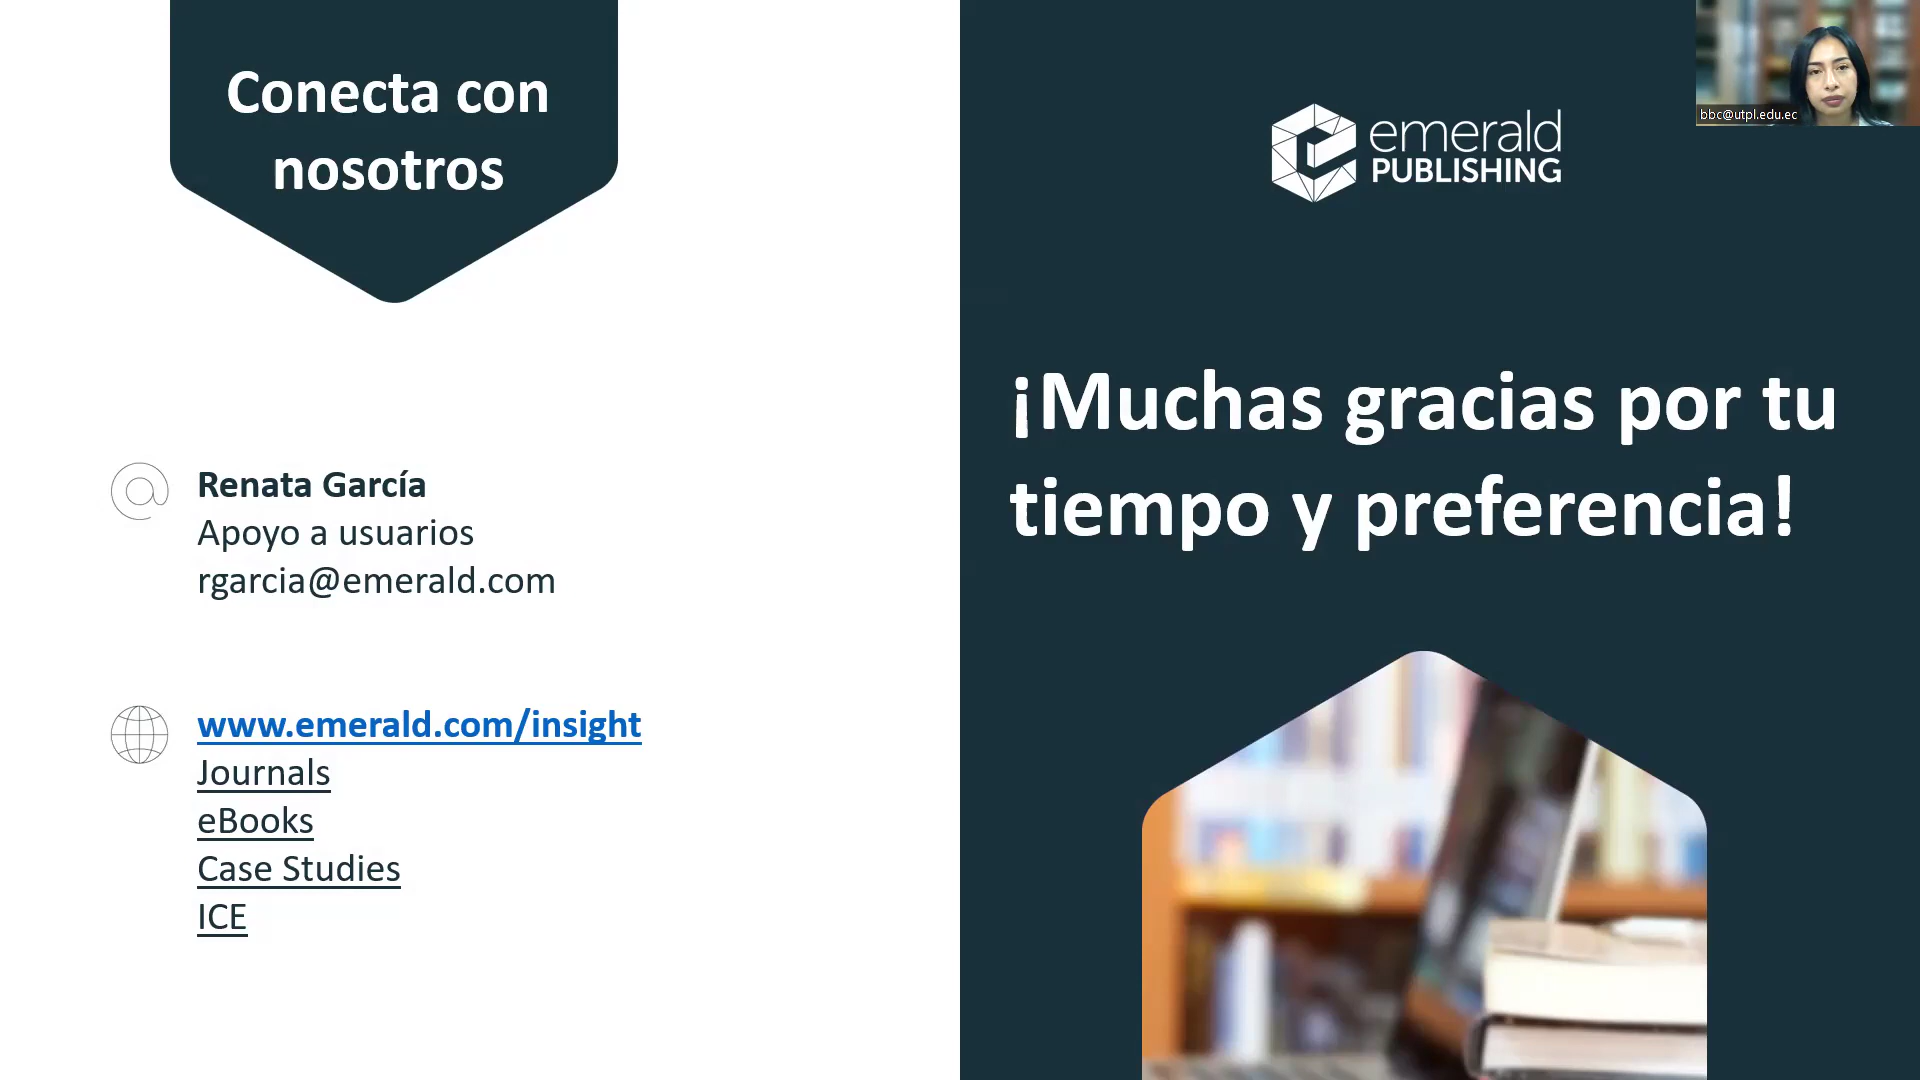 Conecta con
nosotros
Renata García
Apoyo a usuarios
rgarcia@emerald.com
www.emerald.com/insight
Journals
eBooks
Case Studies
ICE
emerald
PUBLISHING
¡Muchas gracias por tu
tiempo y preferencia!
bbc@utpl.edu.ec